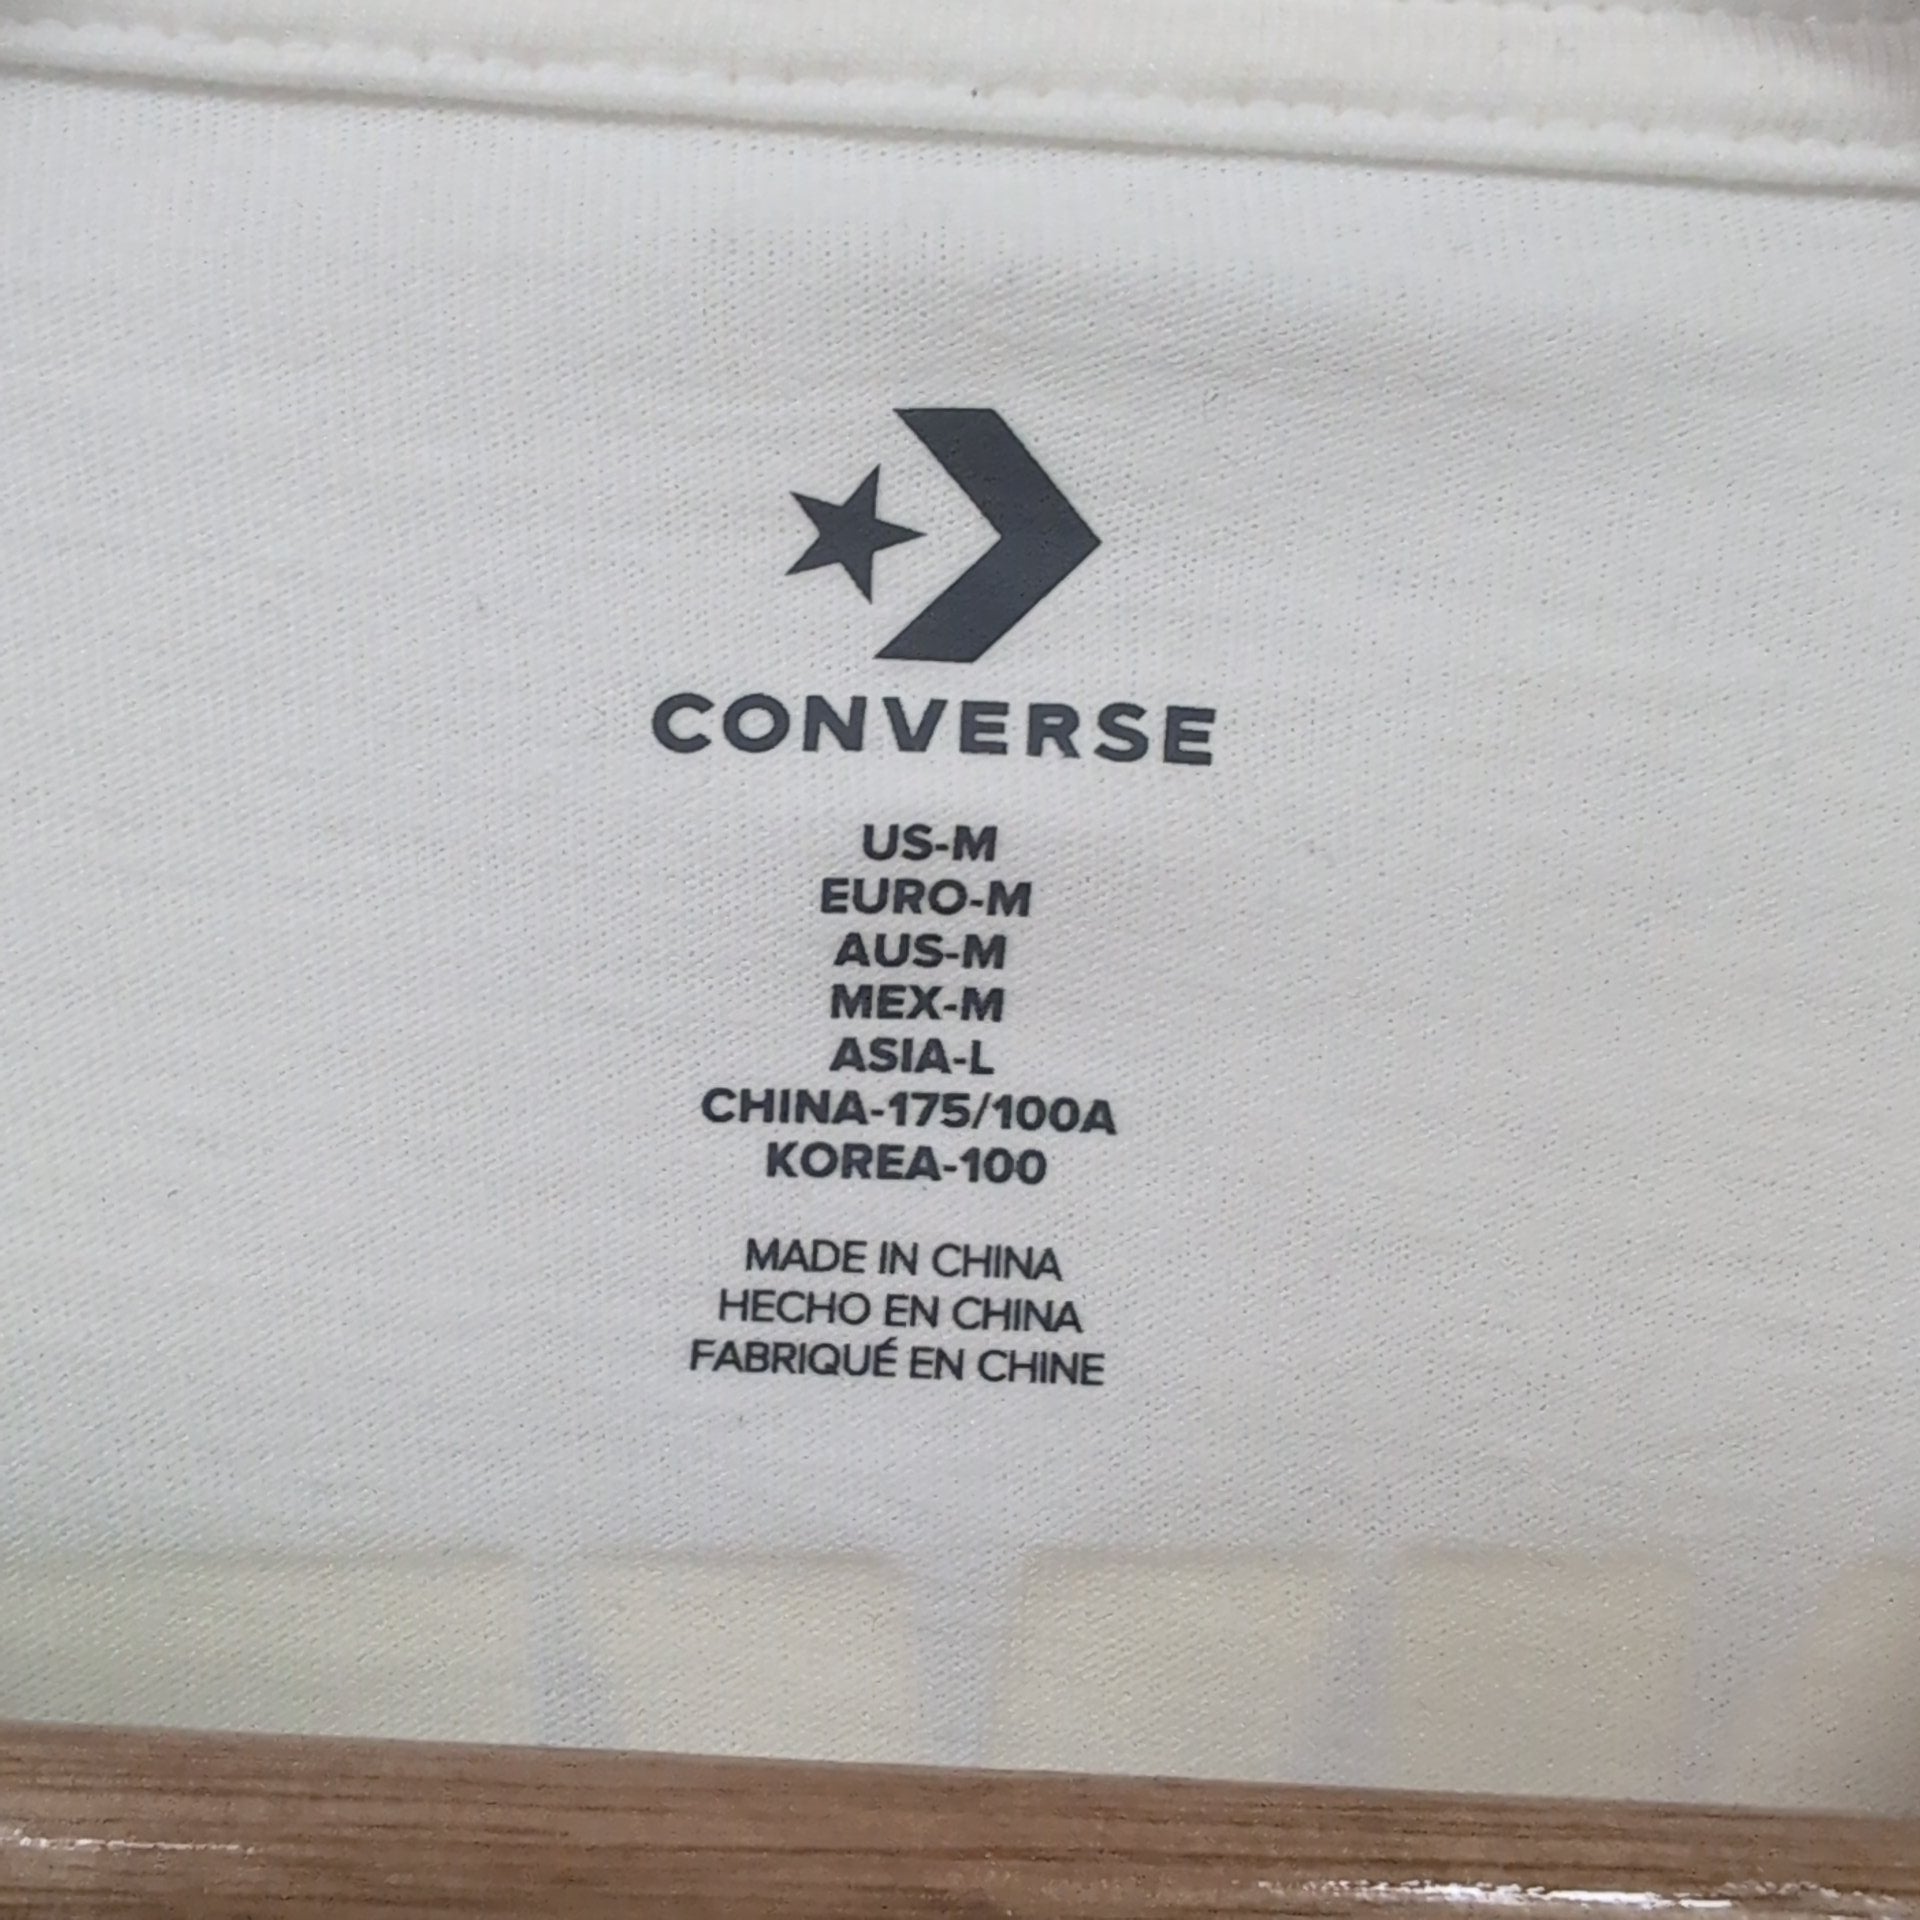 CONVERSE
US-M
EURO-M
AUS-M
MEX-M
ASIA-L
CHINA-175/100A
KOREA-100
MADE IN CHINA
HECHO EN CHINA
FABRIQUÉ EN CHINE